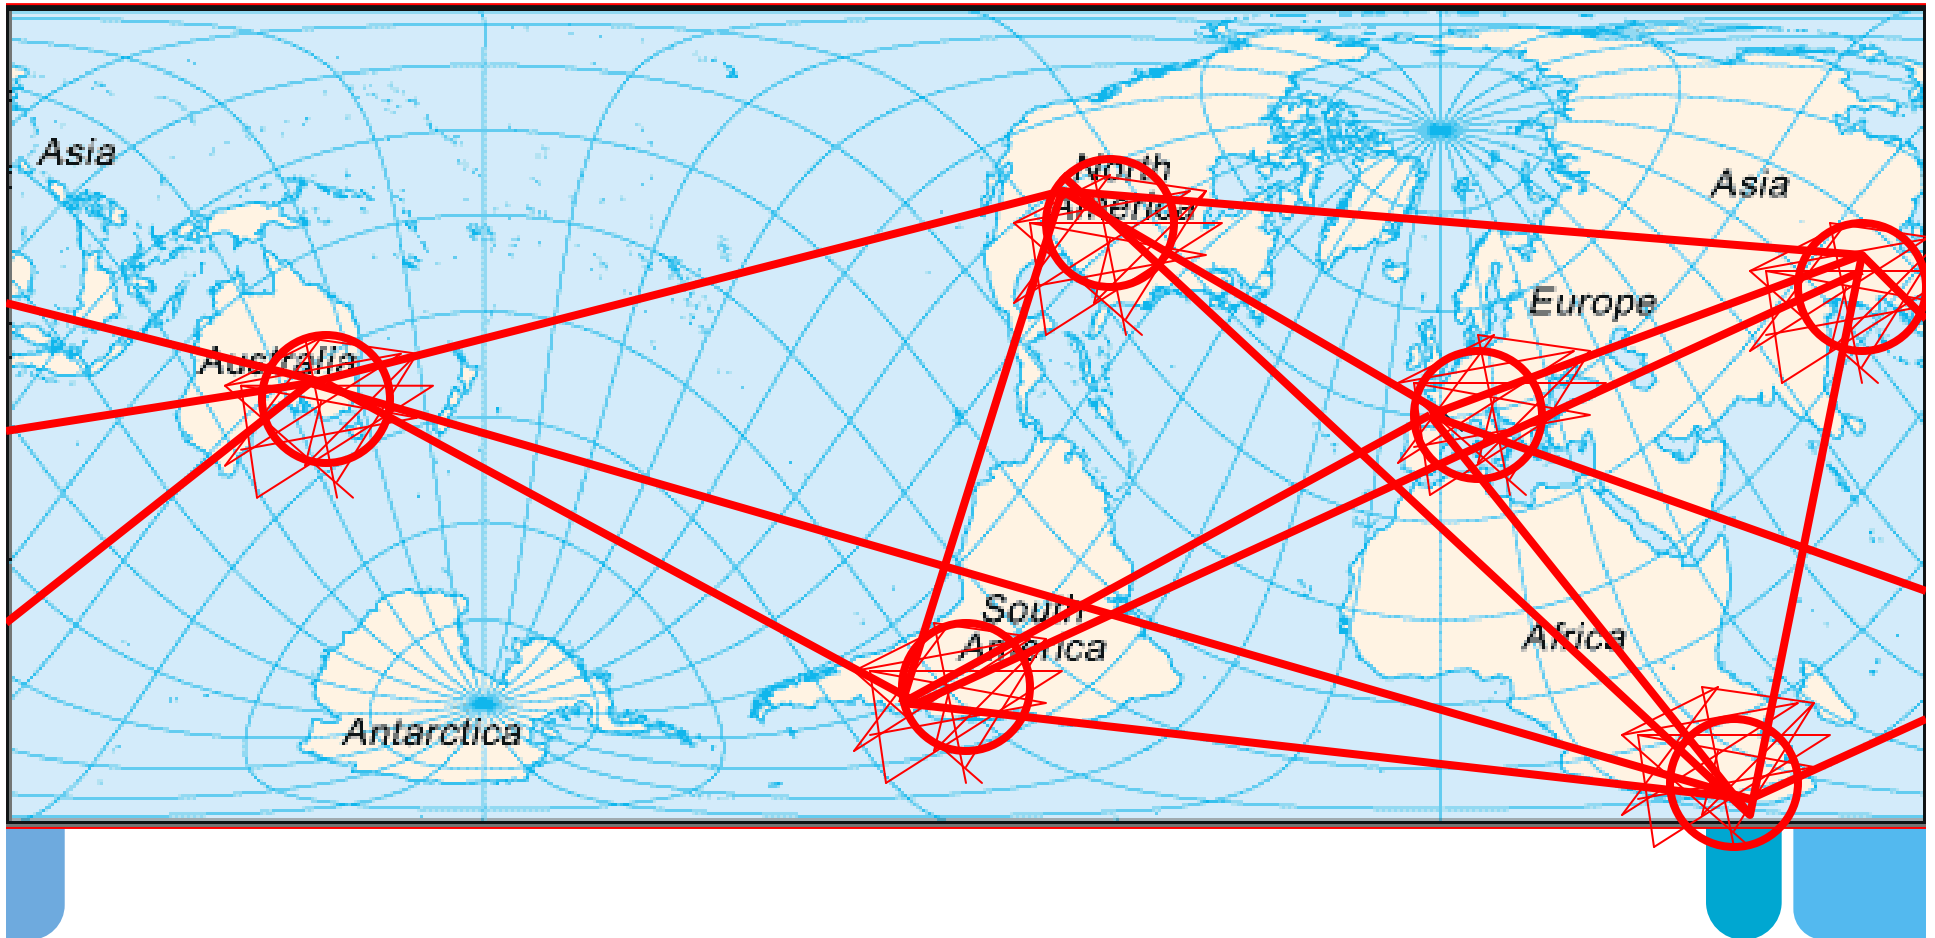 Asia
North
America
Asia
Europe
Australia
South
America
Africa
Antarctica